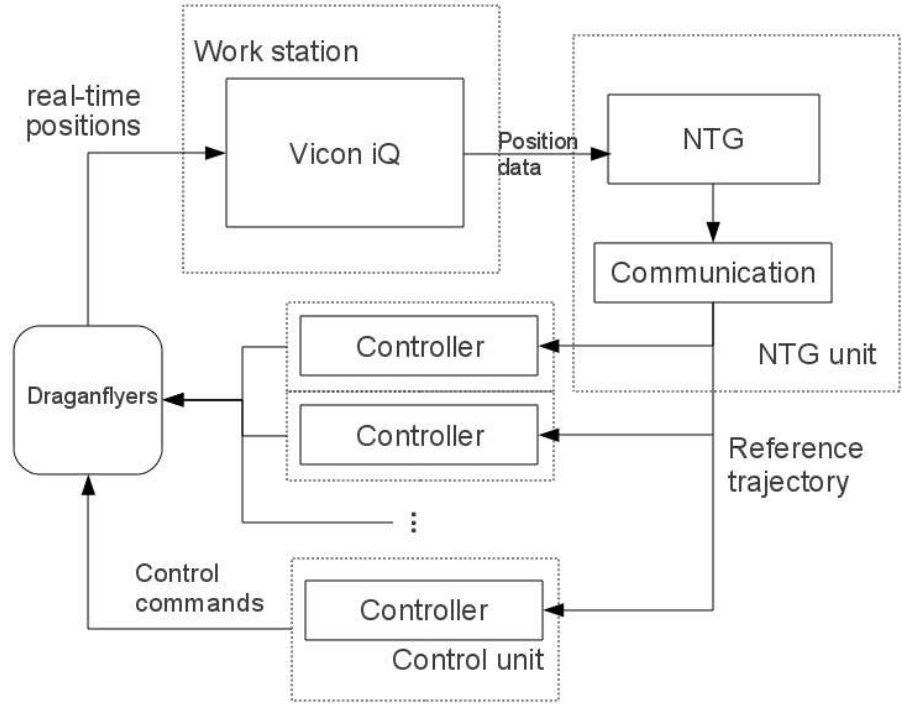 Work station
real-time
positions
Vicon iQ
Position
data
NTG
Communication
NTG unit
Controller
Draganflyers
Controller
Reference
trajectory
...
Control
commands
Controller
Control unit